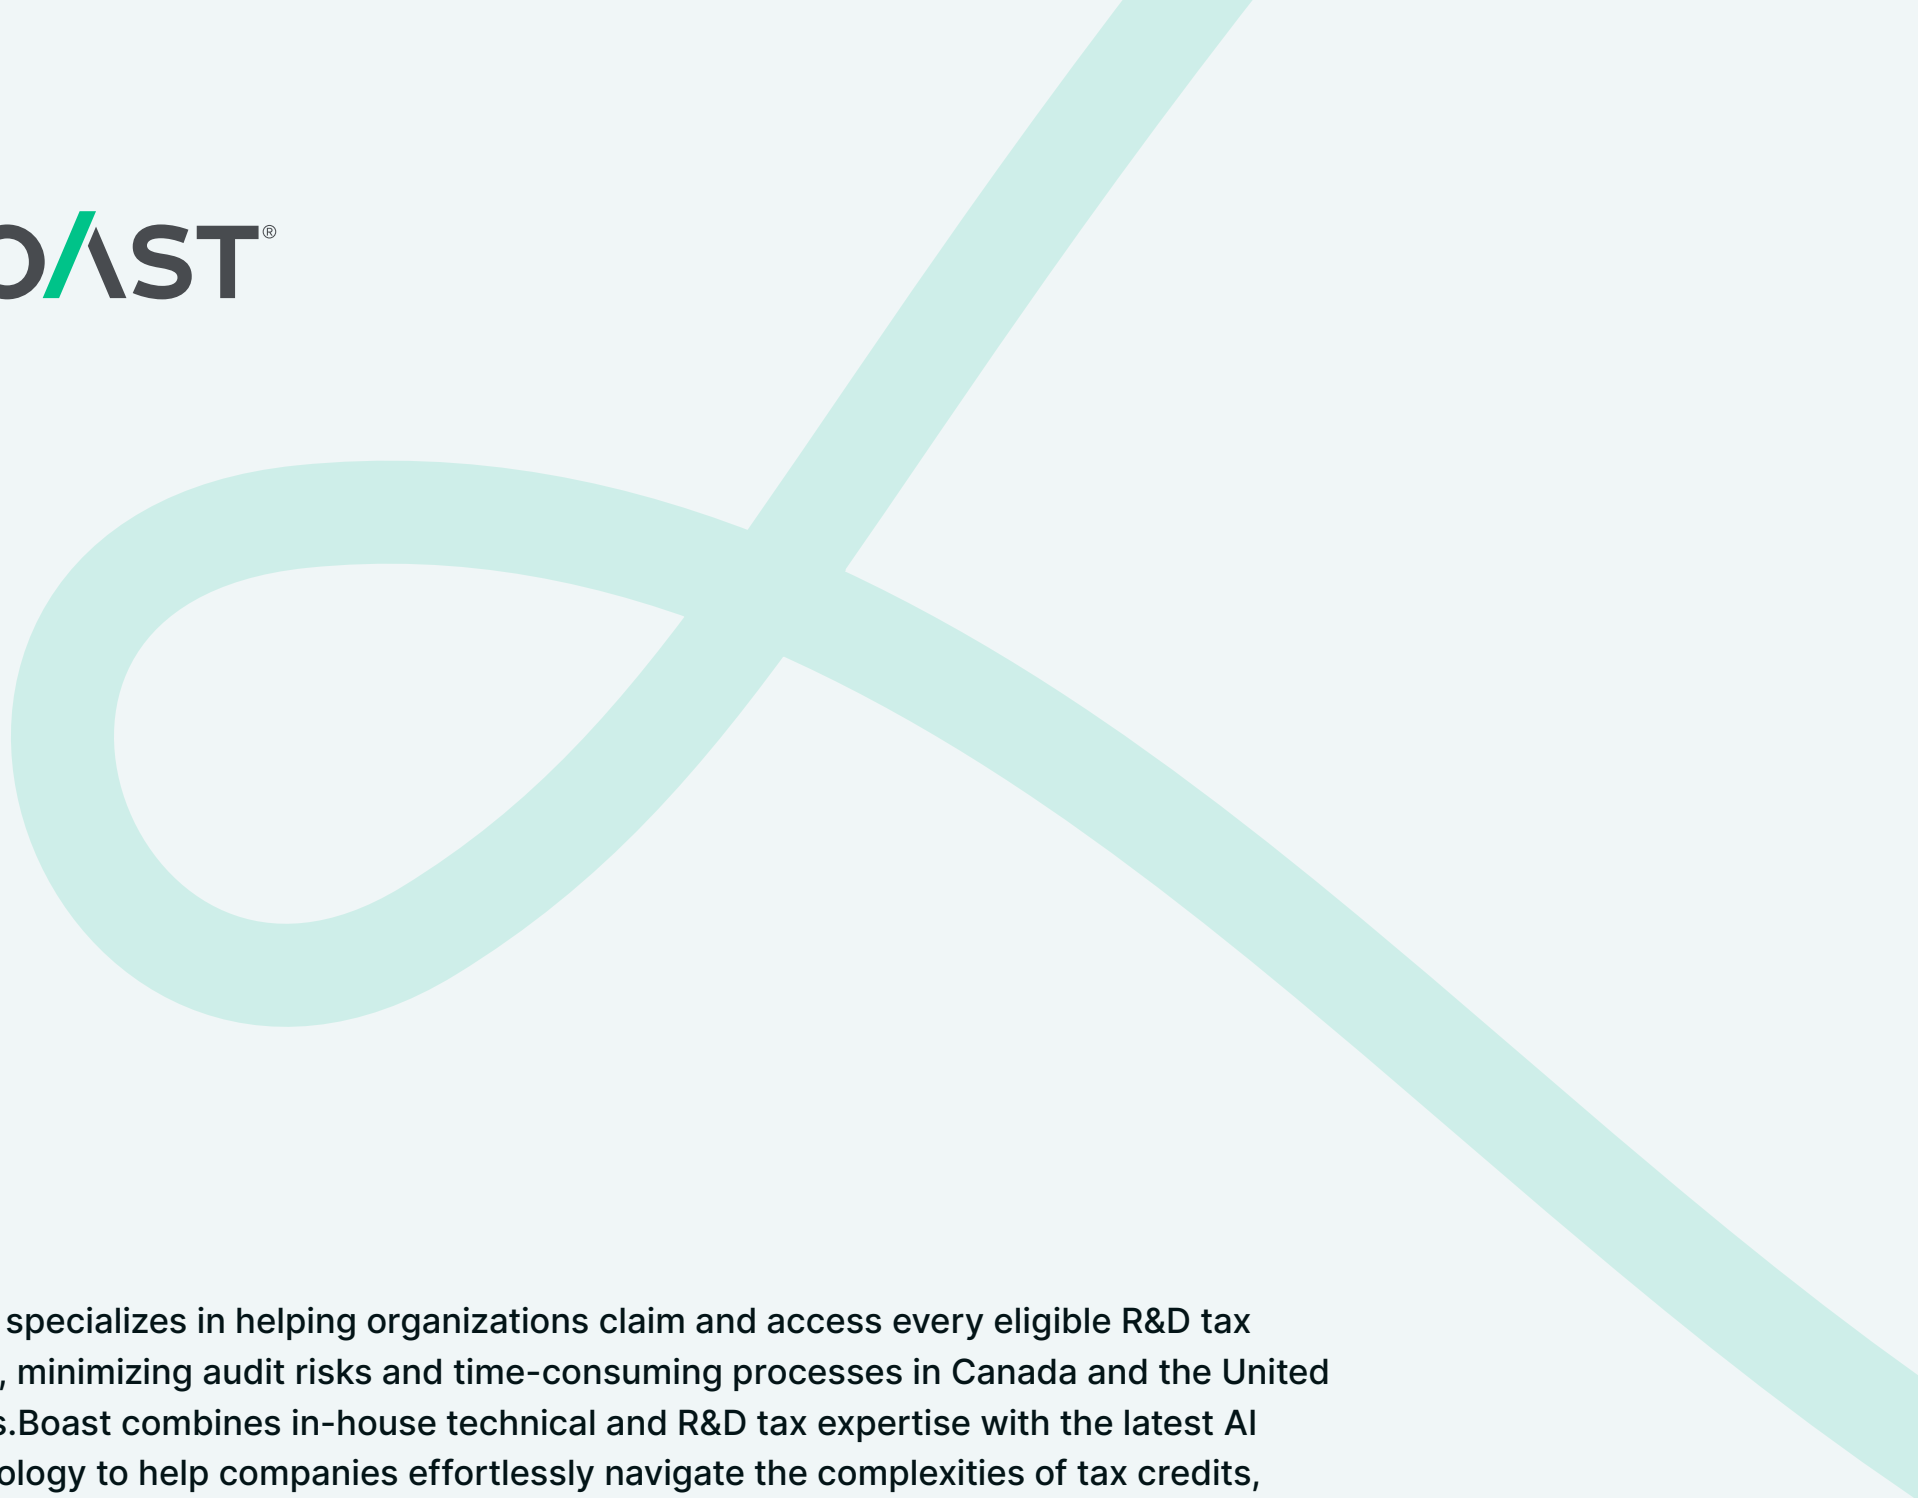 OAST®
specializes in helping organizations claim and access every eligible R&D tax
, minimizing audit risks and time-consuming processes in Canada and the United
s.Boast combines in-house technical and R&D tax expertise with the latest AI
ology to help companies effortlessly navigate the complexities of tax credits,